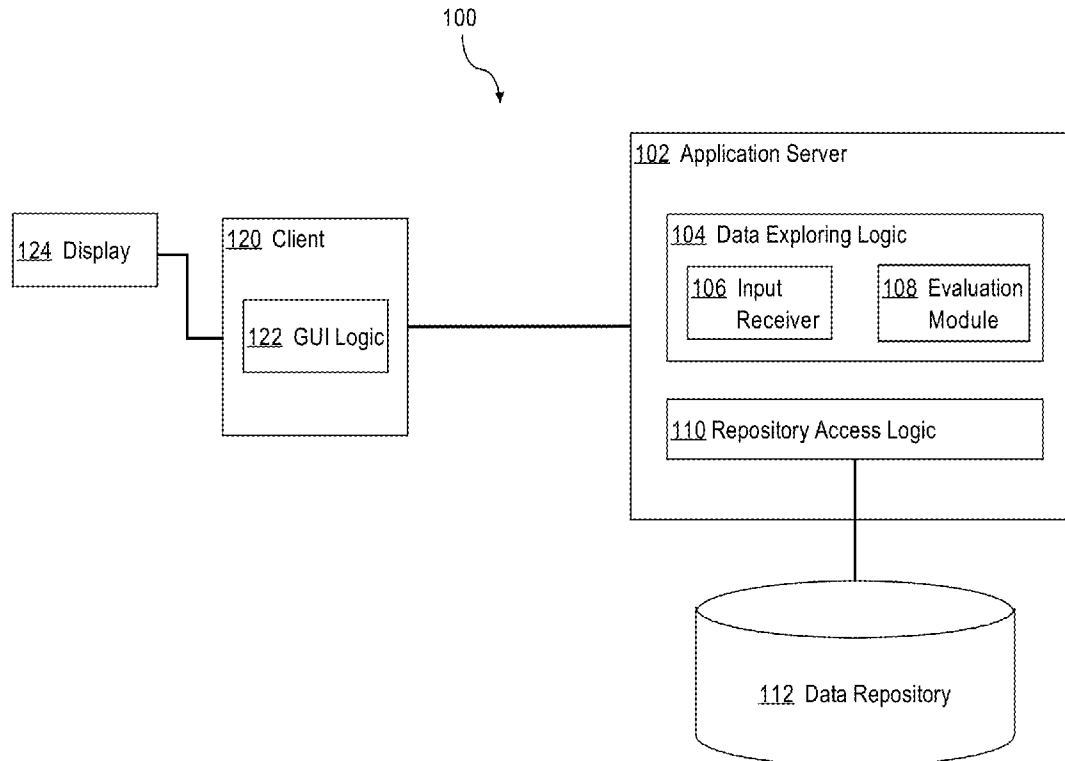 100
102 Application Server
104 Data Exploring Logic
106 Input
Receiver
108 Evaluation
Module
110 Repository Access Logic
124 Display
120 Client
122 GUI Logic
112 Data Repository